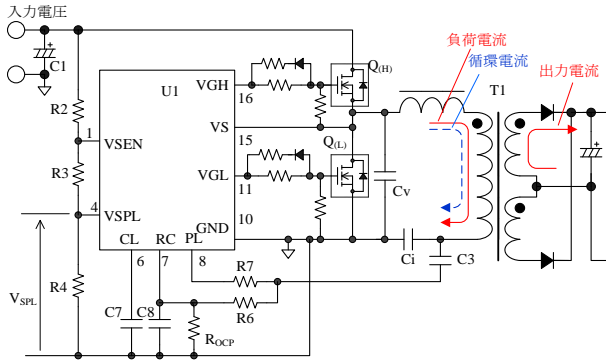 入力電圧
C1
R2
R3
R4
V_SPL
U1
VGH
16
VS
15
VGL
11
GND
10
1
VSEN
4
VSPL
CL
RC
PL
6
7
8
C7
C8
R_OCP
R7
R6
Q(H)
Q(L)
Cv
Ci
C3
負荷電流
循環電流
T1
出力電流